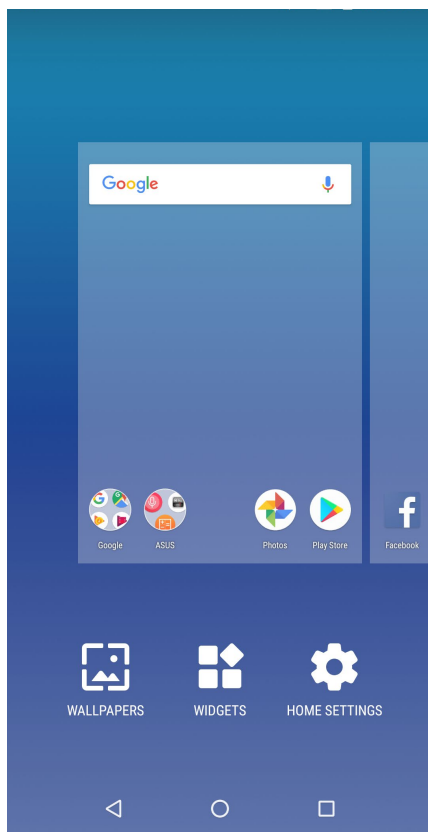 Google
Google
ASUS
Photos
Play Store
Facebook
WALLPAPERS
WIDGETS
HOME SETTINGS